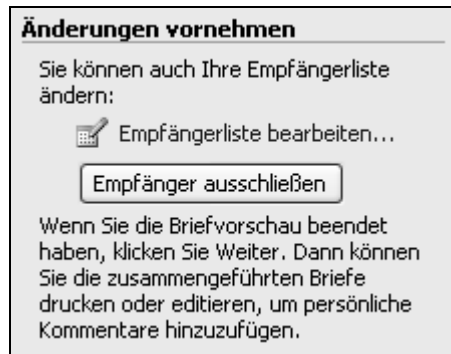 Änderungen vornehmen
Sie können auch Ihre Empfängerliste
ändern:
Empfängerliste bearbeiten...
Empfänger ausschließen
Wenn Sie die Briefvorschau beendet
haben, klicken Sie Weiter. Dann können
Sie die zusammengeführten Briefe
drucken oder editieren, um persönliche
Kommentare hinzuzufügen.